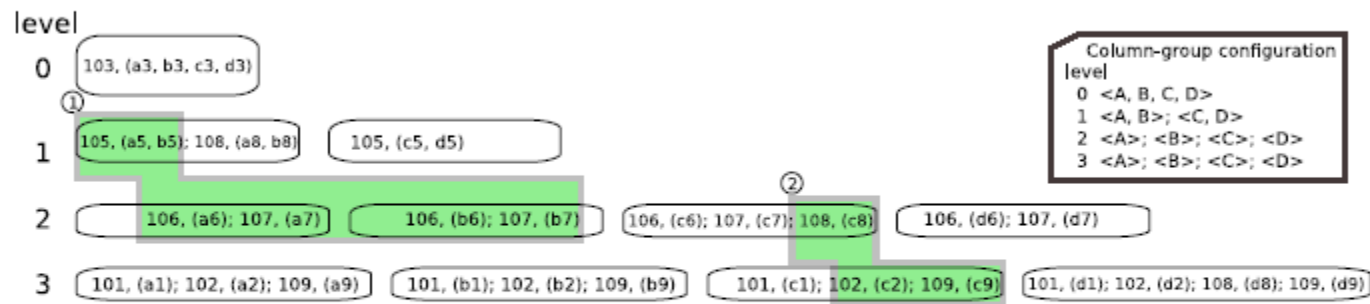 level
0
103, (a3, b3, c3, d3)
Column-group configuration
level
0 <A, B, C, D>
1 <A, B>; <C, D>
2 <A>; <B>; <C>; <D>
3 <A>; <B>; <C>; <D>
①
1
105, (a5, b5); 108, (a8, b8)
105, (c5, d5)
②
2
106, (a6); 107, (a7)
106, (b6); 107, (b7)
106, (c6); 107, (c7); 108, (c8)
106, (d6); 107, (d7)
3
101, (a1); 102, (a2); 109, (a9)
101, (b1); 102, (b2); 109, (b9)
101, (c1); 102, (c2); 109, (c9)
101, (d1); 102, (d2); 108, (d8); 109, (d9)